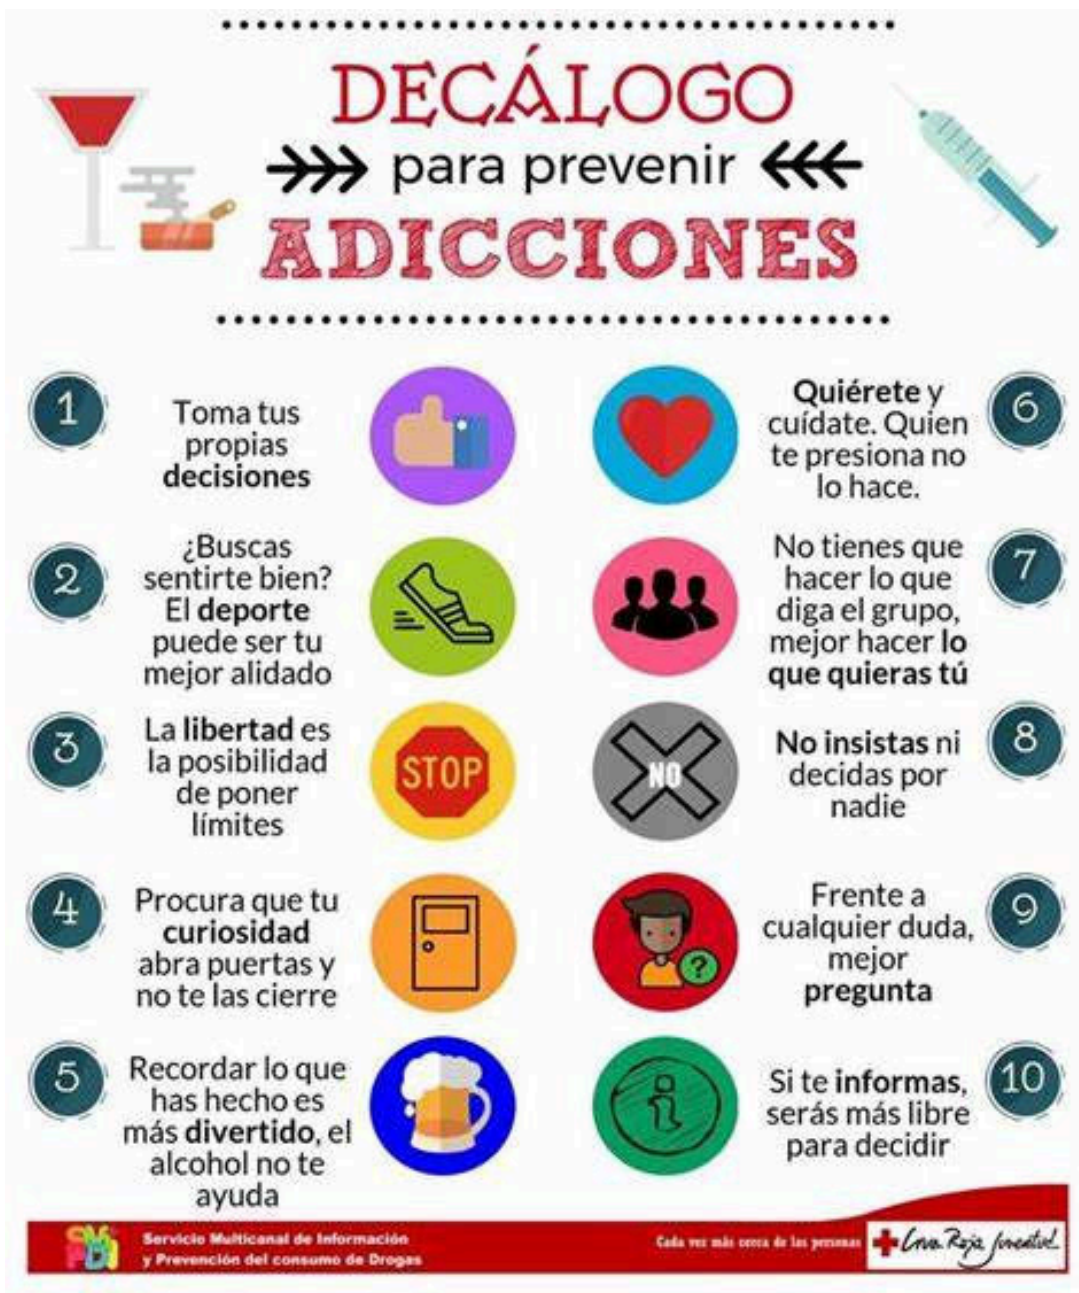 DECÁLOGO
para prevenir
ADICCIONES
1
Toma tus
propias
decisiones
2
¿Buscas
sentirte bien?
El deporte
puede ser tu
mejor alidado
3
La libertad es
la posibilidad
de poner
límites
STOP
4
Procura que tu
curiosidad
abra puertas y
no te las cierre
5
Recordar lo que
has hecho es
más divertido, el
alcohol no te
ayuda
6
Quiérete y
cuídate. Quien
te presiona no
lo hace.
7
No tienes que
hacer lo que
diga el grupo,
mejor hacer lo
que quieras tú
8
No insistas ni
decidas por
nadie
NO
9
Frente a
cualquier duda,
mejor
pregunta
?
10
Si te informas,
serás más libre
para decidir
i
Servicio Multicanal de Información
y Prevención del consumo de Drogas
Cada vez más cerca de las personas
Cruz Roja Juventud